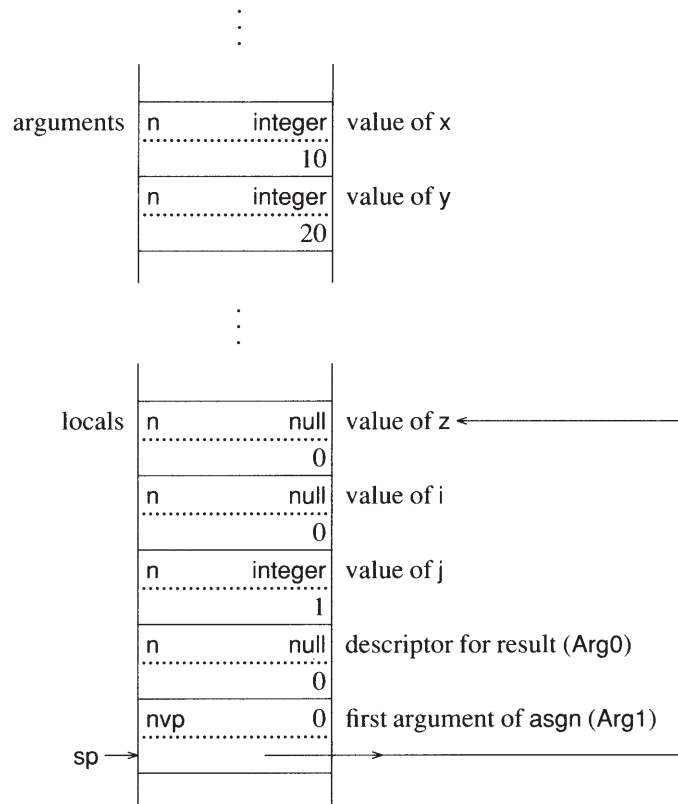 arguments n integer value of x
10
n integer value of y
20
locals n null value of z
0
n null value of i
0
n integer value of j
1
n null descriptor for result (Arg0)
0
nvp 0 first argument of asgn (Arg1)
sp